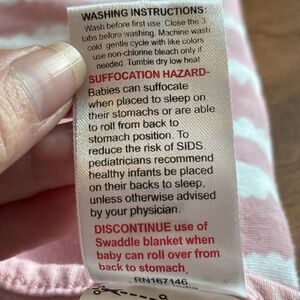 WASHING INSTRUCTIONS:
Wash before first use. Close the 3
tabs before washing. Machine wash
cold gentle cycle with like colors
use non-chlorine bleach only if
needed. Tumble dry low heat
SUFFOCATION HAZARD-
Babies can suffocate
when placed to sleep on
their stomachs or are able
to roll from back to
stomach position. To
reduce the risk of SIDS,
pediatricians recommend
healthy infants be placed
on their backs to sleep,
unless otherwise advised
by your physician.
DISCONTINUE use of
Swaddle blanket when
baby can roll over from
back to stomach
RN167146